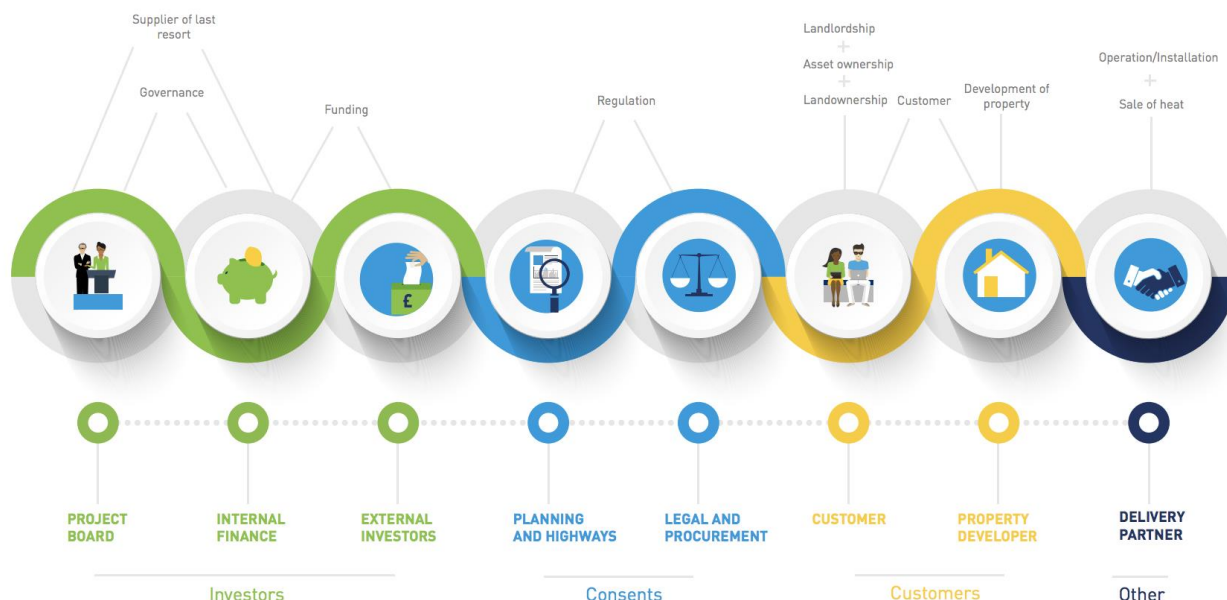 Supplier of last
resort
Governance
Funding
Regulation
Landlordship
+
Asset ownership
+
Landownership
Customer
Development of
property
Operation/Installation
+
Sale of heat
£
PROJECT
BOARD
INTERNAL
FINANCE
EXTERNAL
INVESTORS
PLANNING
AND HIGHWAYS
LEGAL AND
PROCUREMENT
CUSTOMER
PROPERTY
DEVELOPER
DELIVERY
PARTNER
Investors
Consents
Customers
Other